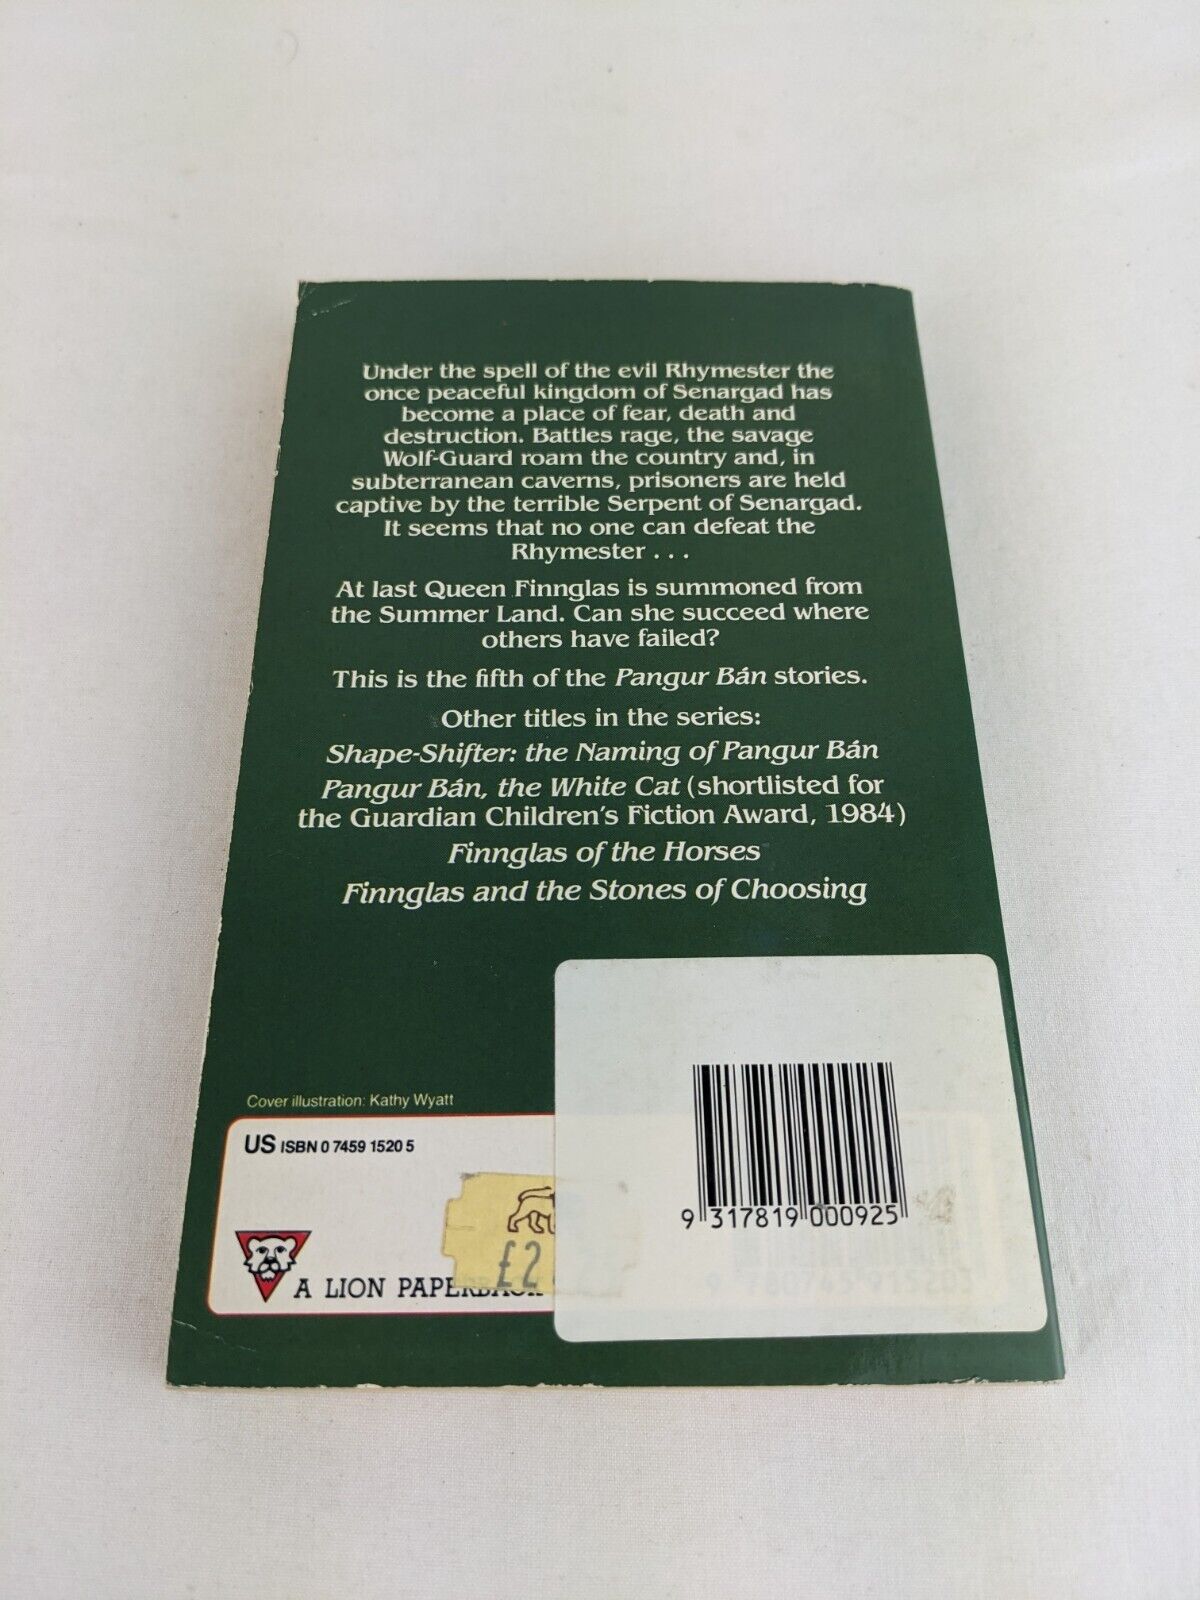 Under the spell of the evil Rhymester the
once peaceful kingdom of Senargad has
become a place of fear, death and
destruction. Battles rage, the savage
Wolf-Guard roam the country and, in
subterranean caverns, prisoners are held
captive by the terrible Serpent of Senargad.
It seems that no one can defeat the
Rhymester . . .
At last Queen Finnglas is summoned from
the Summer Land. Can she succeed where
others have failed?
This is the fifth of the Pangur Bán stories.
Other titles in the series:
Shape-Shifter: the Naming of Pangur Bán
Pangur Bán, the White Cat (shortlisted for
the Guardian Children's Fiction Award, 1984)
Finnglas of the Horses
Finnglas and the Stones of Choosing
Cover illustration: Kathy Wyatt
US ISBN 0 7459 1520 5
9 317819 000925
£2
A LION PAPERBACK